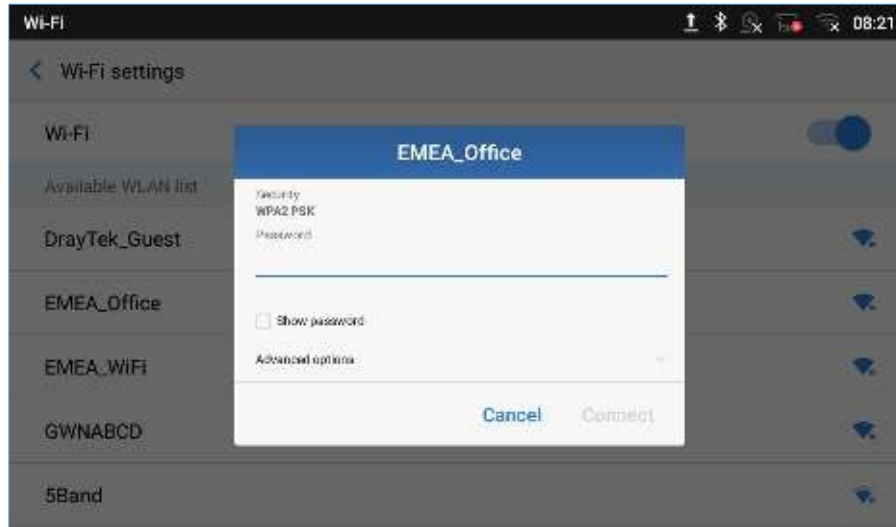 Wi-Fi 08:21
Wi-Fi settings
Wi-Fi
Available WLAN list
DrayTek_Guest
EMEA_Office
EMEA_WiFi
GWNABCD
5Band
EMEA_Office
Security
WPA2 PSK
Password
Show password
Advanced options
Cancel Connect